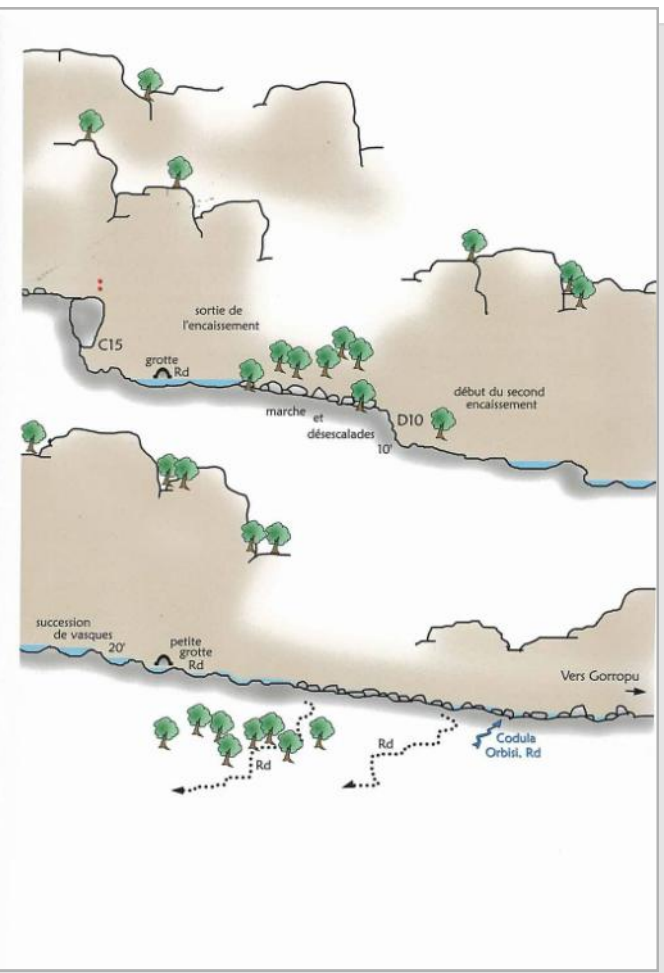 sortie de
l'encaissement
C15
grotte
Rd
marche et
désescalades
10'
D10
début du second
encaissement
succession
de vasques
20'
petite
grotte
Rd
Vers Gorropu
Rd
Rd
Codula
Orbisi, Rd